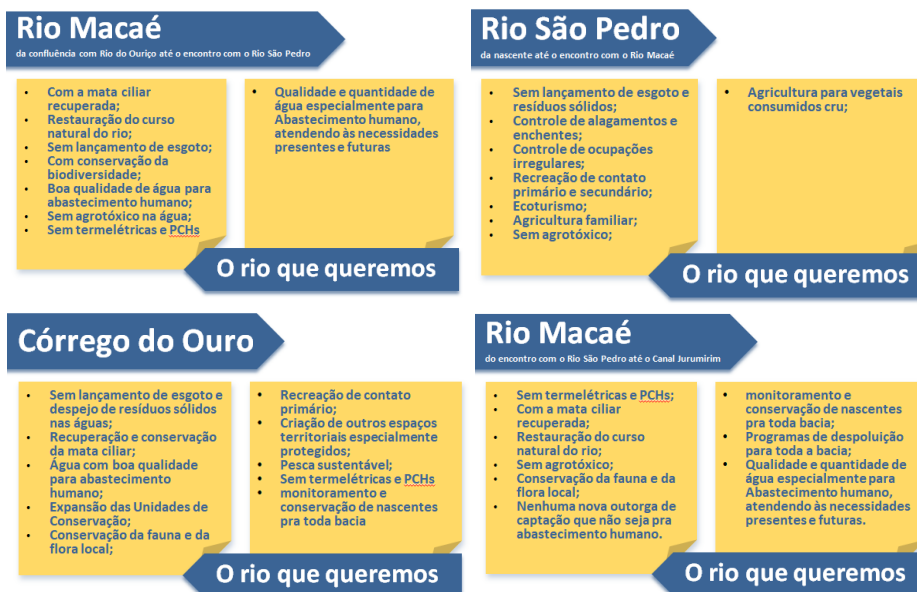 Rio Macaé
da confluência com Rio do Ouriço até o encontro com o Rio São Pedro
• Com a mata ciliar
recuperada;
• Restauração do curso
natural do rio;
• Sem lançamento de esgoto;
• Com conservação da
biodiversidade;
• Boa qualidade de água para
abastecimento humano;
• Sem agrotóxico na água;
• Sem termelétricas e PCHs
• Qualidade e quantidade de
água especialmente para
Abastecimento humano,
atendendo às necessidades
presentes e futuras
O rio que queremos
Rio São Pedro
da nascente até o encontro com o Rio Macaé
• Sem lançamento de esgoto e
resíduos sólidos;
• Controle de alagamentos e
enchentes;
• Controle de ocupações
irregulares;
• Recreação de contato
primário e secundário;
• Ecoturismo;
• Agricultura familiar;
• Sem agrotóxico;
• Agricultura para vegetais
consumidos cru;
O rio que queremos
Córrego do Ouro
• Sem lançamento de esgoto e
despejo de resíduos sólidos
nas águas;
• Recuperação e conservação
da mata ciliar;
• Água com boa qualidade
para abastecimento
humano;
• Expansão das Unidades de
Conservação;
• Conservação da fauna e da
flora local;
• Recreação de contato
primário;
• Criação de outros espaços
territoriais especialmente
protegidos;
• Pesca sustentável;
• Sem termelétricas e PCHs
• monitoramento e
conservação de nascentes
pra toda bacia
O rio que queremos
Rio Macaé
do encontro com o Rio São Pedro até o Canal Jurumirim
• Sem termelétricas e PCHs;
• Com a mata ciliar
recuperada;
• Restauração do curso
natural do rio;
• Sem agrotóxico;
• Conservação da fauna e da
flora local;
• Nenhuma nova outorga de
captação que não seja pra
abastecimento humano.
• monitoramento e
conservação de nascentes
pra toda bacia;
• Programas de despoluição
para toda a bacia;
• Qualidade e quantidade de
água especialmente para
Abastecimento humano,
atendendo às necessidades
presentes e futuras.
O rio que queremos